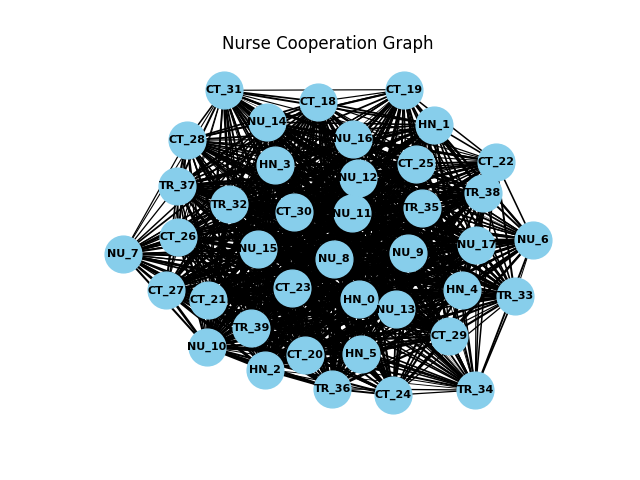 Nurse Cooperation Graph
CT_31
CT_19
CT_18
NU_14
HN_1
CT_28
NU_16
HN_3
CT_25
CT_22
TR_37
NU_12
TR_38
TR_32
CT_30
NU_11
TR_35
CT_26
NU_6
NU_7
NU_15
NU_8
NU_9
NU_17
CT_27
CT_21
CT_23
HN_0
NU_13
HN_4
TR_33
TR_39
CT_29
NU_10
CT_20
HN_5
HN_2
TR_36
CT_24
TR_34